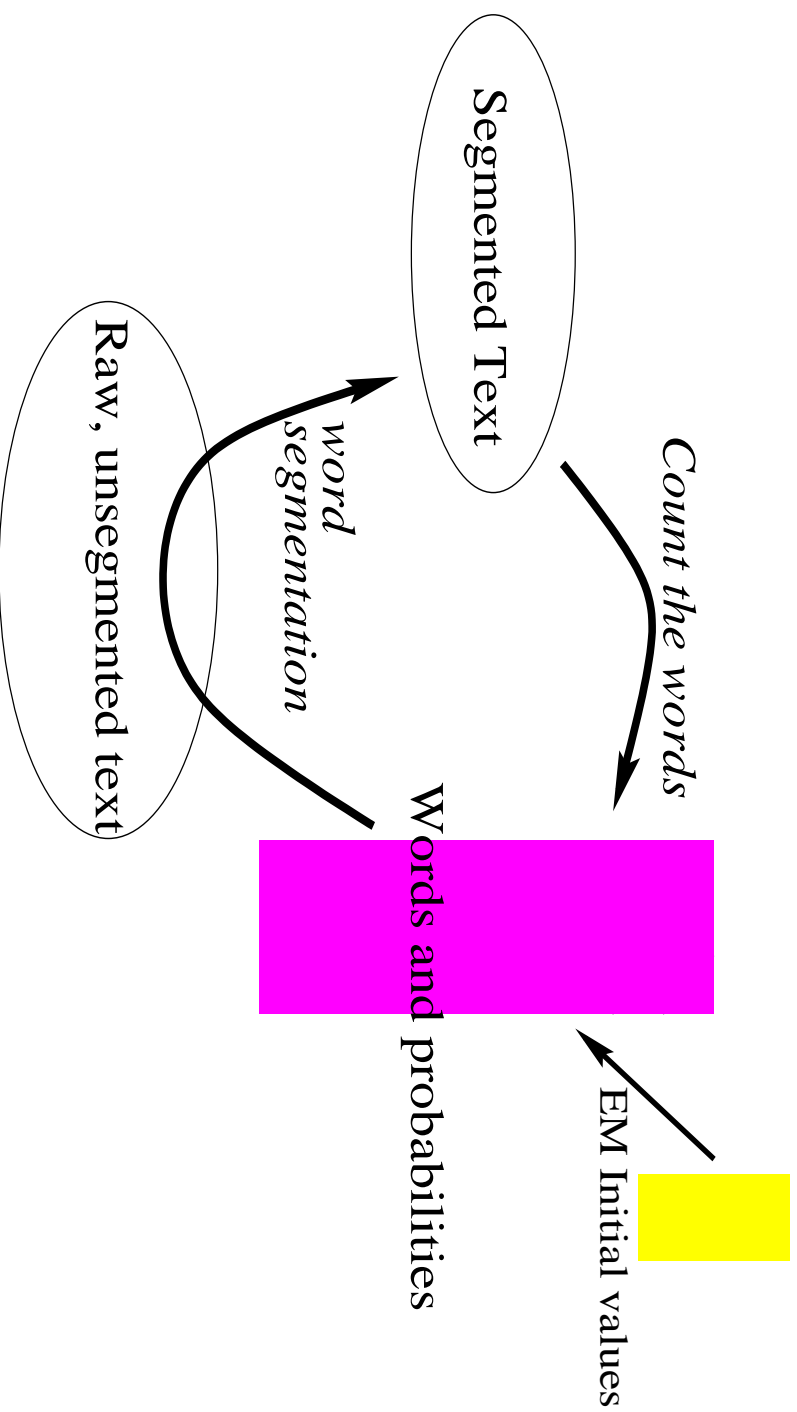 EM Initial values
Count the words
Segmented Text
Words and probabilities
word
segmentation
Raw, unsegmented text